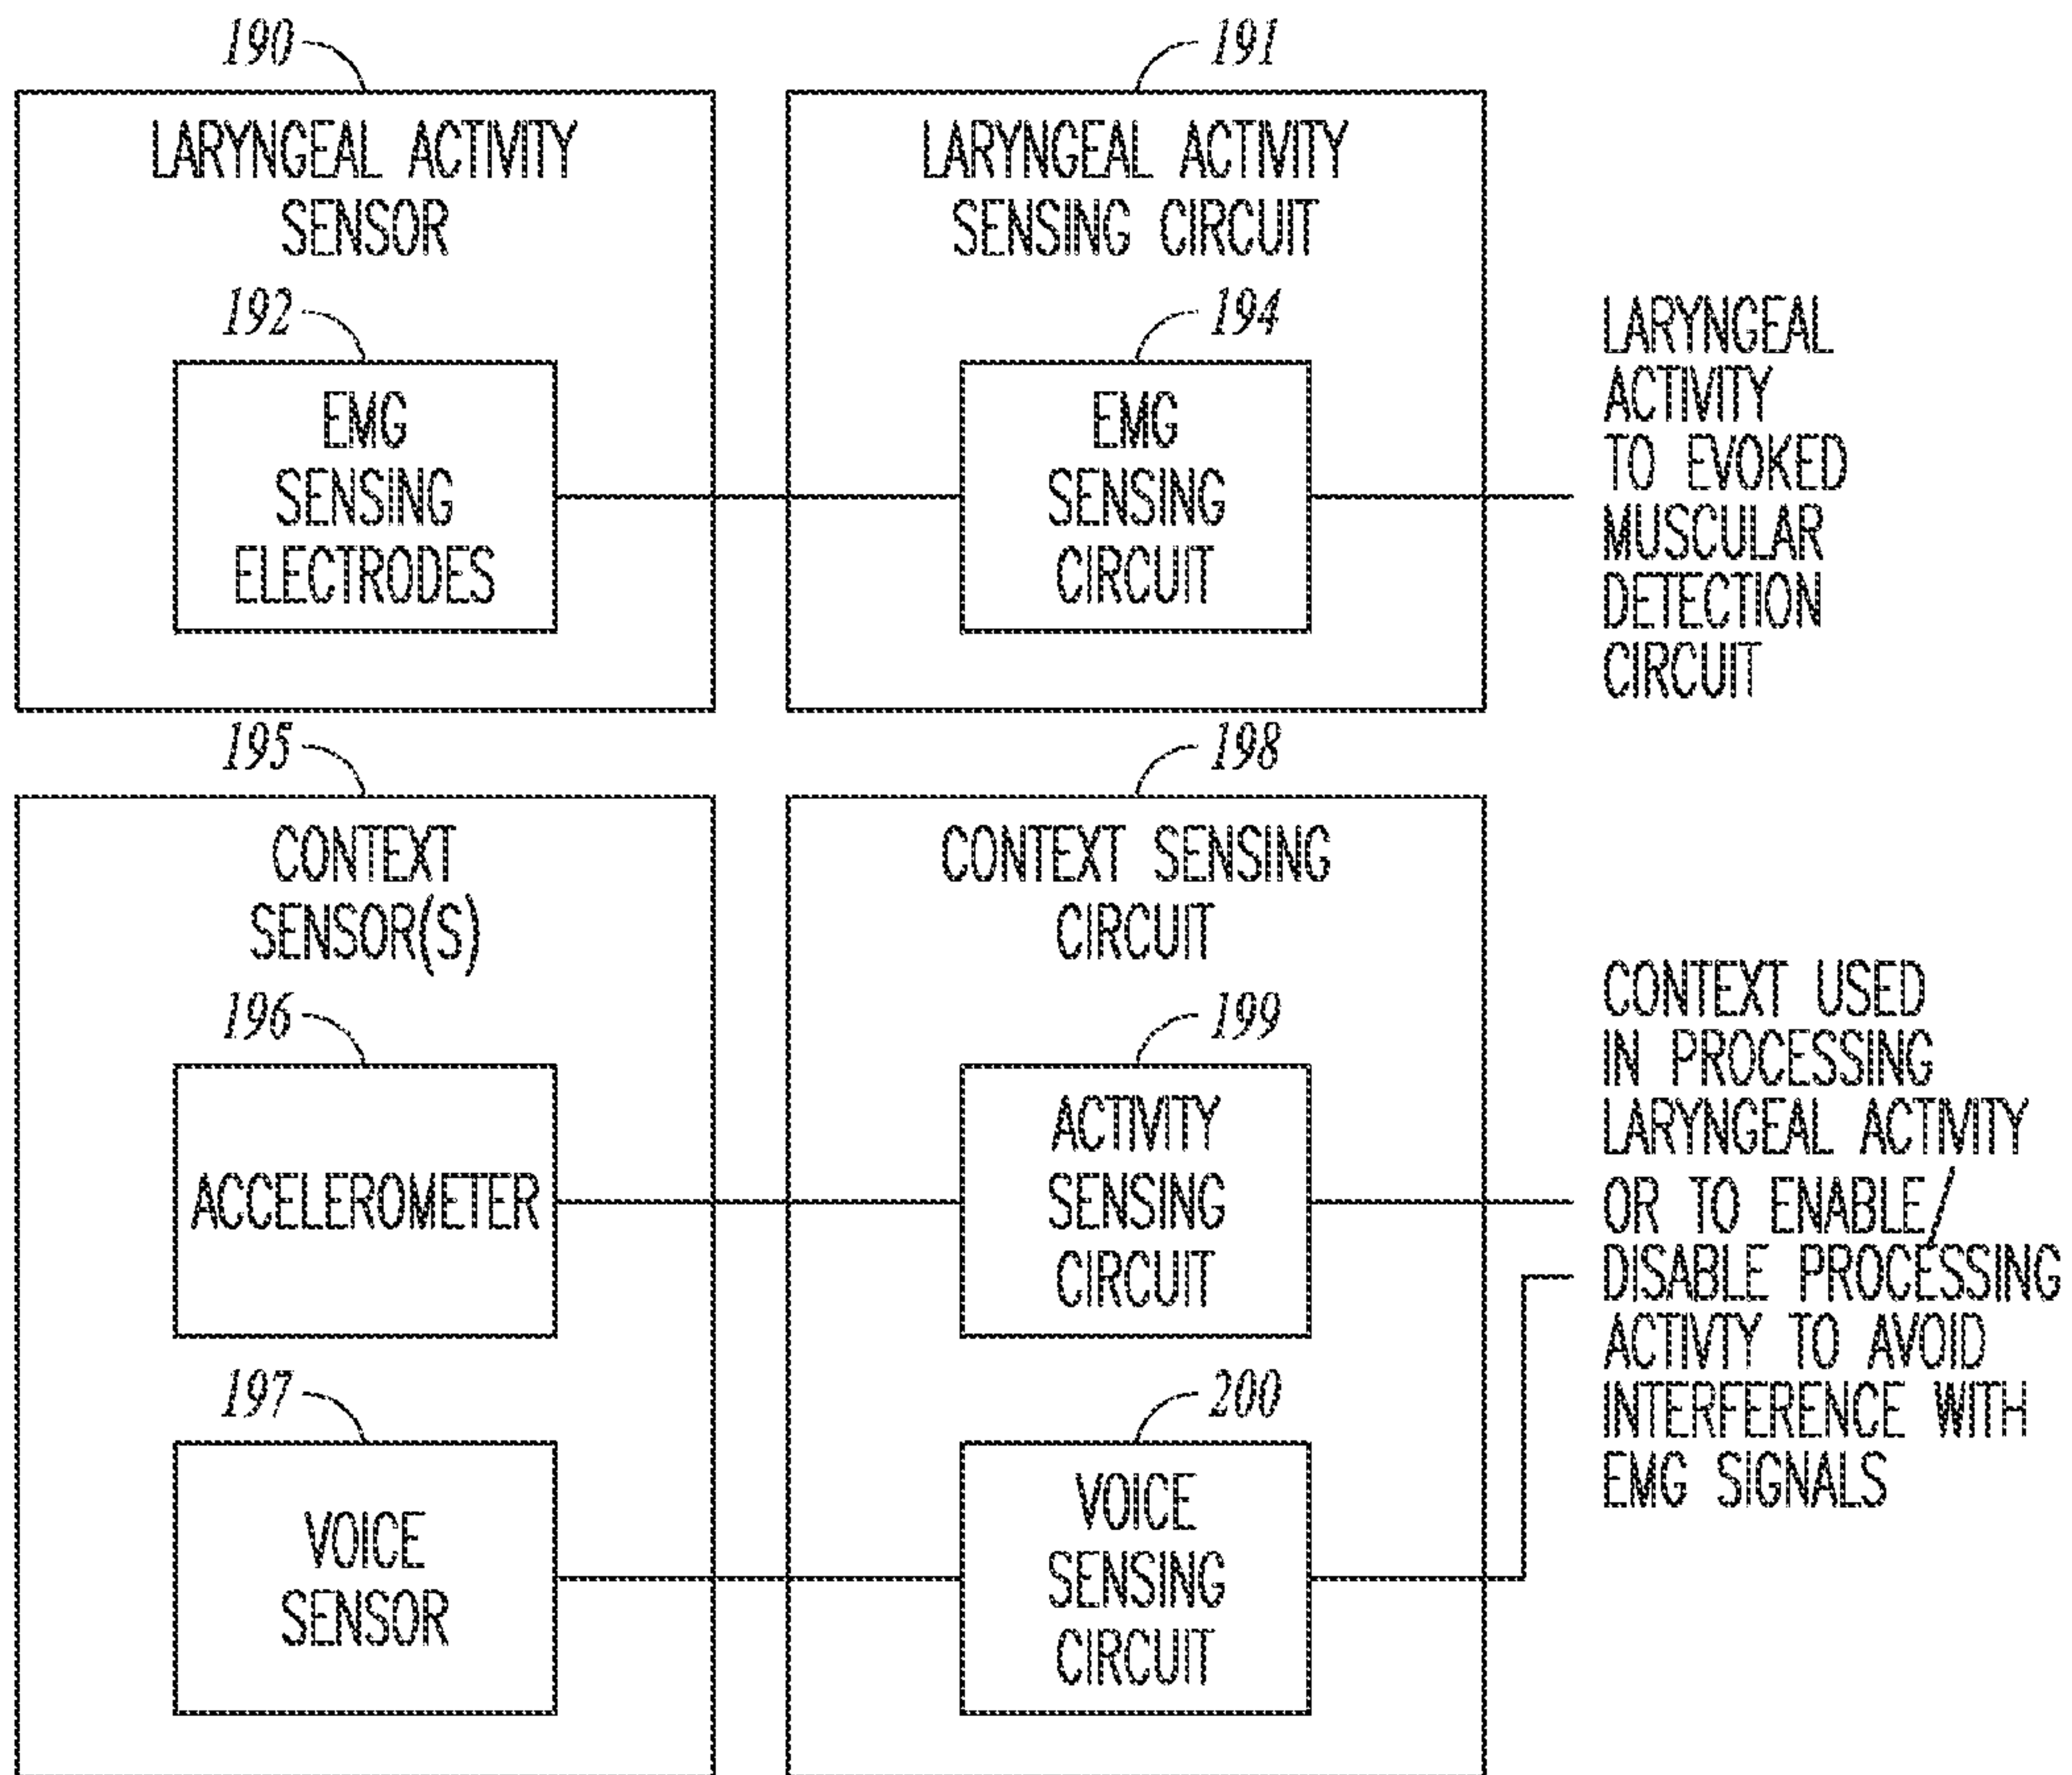 190
LARYNGEAL ACTIVITY
SENSOR
192
EMG
SENSING
ELECTRODES
191
LARYNGEAL ACTIVITY
SENSING CIRCUIT
194
EMG
SENSING
CIRCUIT
LARYNGEAL
ACTIVITY
TO EVOKED
MUSCULAR
DETECTION
CIRCUIT
195
CONTEXT
SENSOR(S)
196
ACCELEROMETER
197
VOICE
SENSOR
198
CONTEXT SENSING
CIRCUIT
199
ACTIVITY
SENSING
CIRCUIT
200
VOICE
SENSING
CIRCUIT
CONTEXT USED
IN PROCESSING
LARYNGEAL ACTIVITY
OR TO ENABLE/
DISABLE PROCESSING
ACTIVTY TO AVOID
INTERFERENCE WITH
EMG SIGNALS